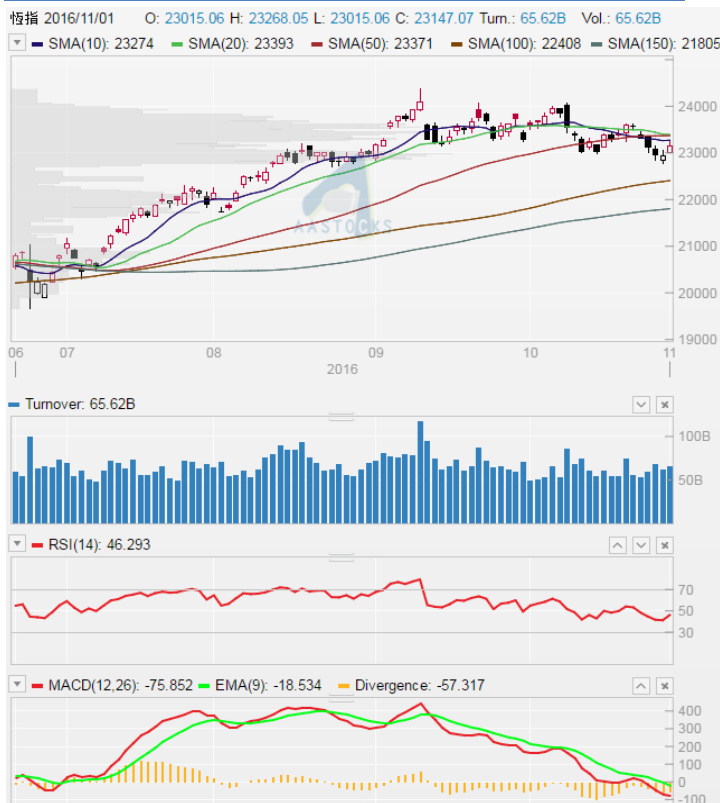 恆指 2016/11/01 O: 23015.06 H: 23268.05 L: 23015.06 C: 23147.07 Turn.: 65.62B Vol.: 65.62B
SMA(10): 23274 SMA(20): 23393 SMA(50): 23371 SMA(100): 22408 SMA(150): 21805
24000
23000
22000
AASTOCKS
21000
20000
19000
06 07 08 09 10 11
2016
Turnover: 65.62B
100B
50B
RSI(14): 46.293
70
50
30
MACD(12,26): -75.852 EMA(9): -18.534 Divergence: -57.317
400
300
200
100
0
-100